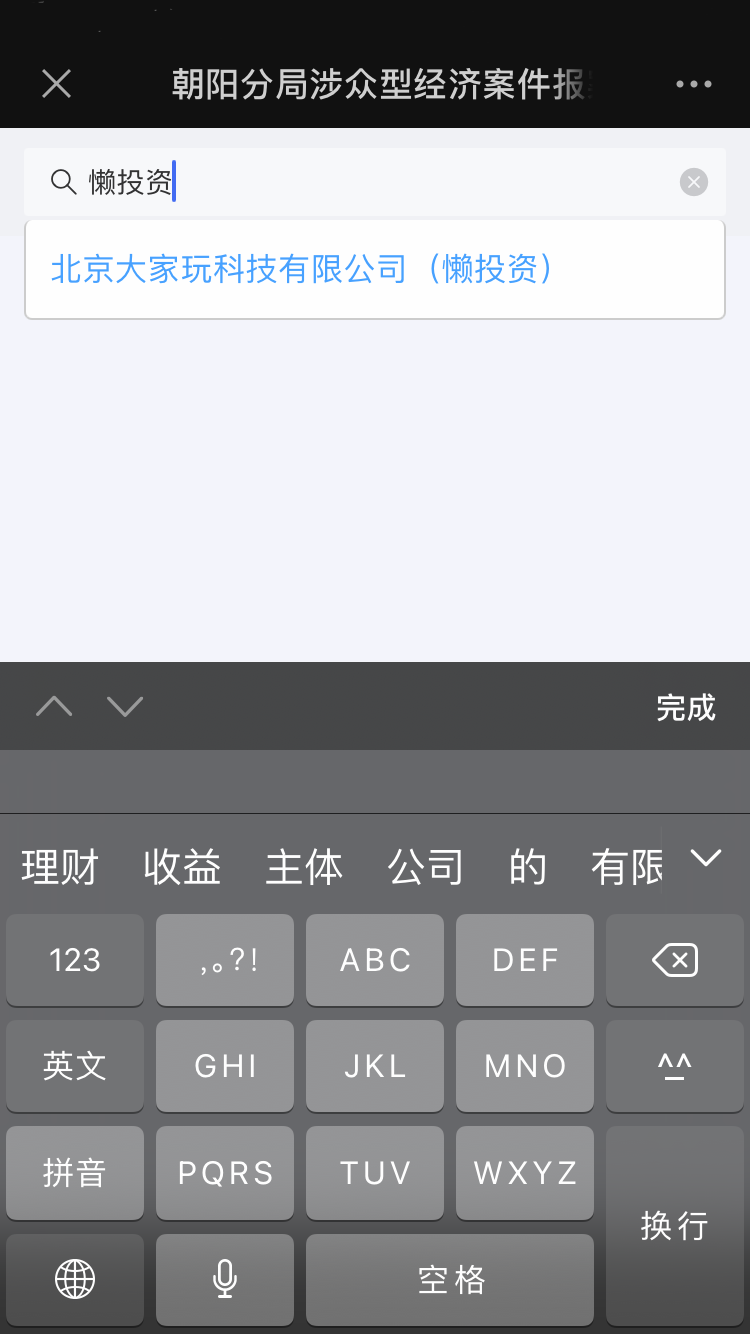 朝阳分局涉众型经济案件报
懒投资
北京大家玩科技有限公司（懒投资）
完成
理财 收益 主体 公司 的 有限
123 ,。?! ABC DEF
英文 GHI JKL MNO ^^
拼音 PQRS TUV WXYZ
换行
空格